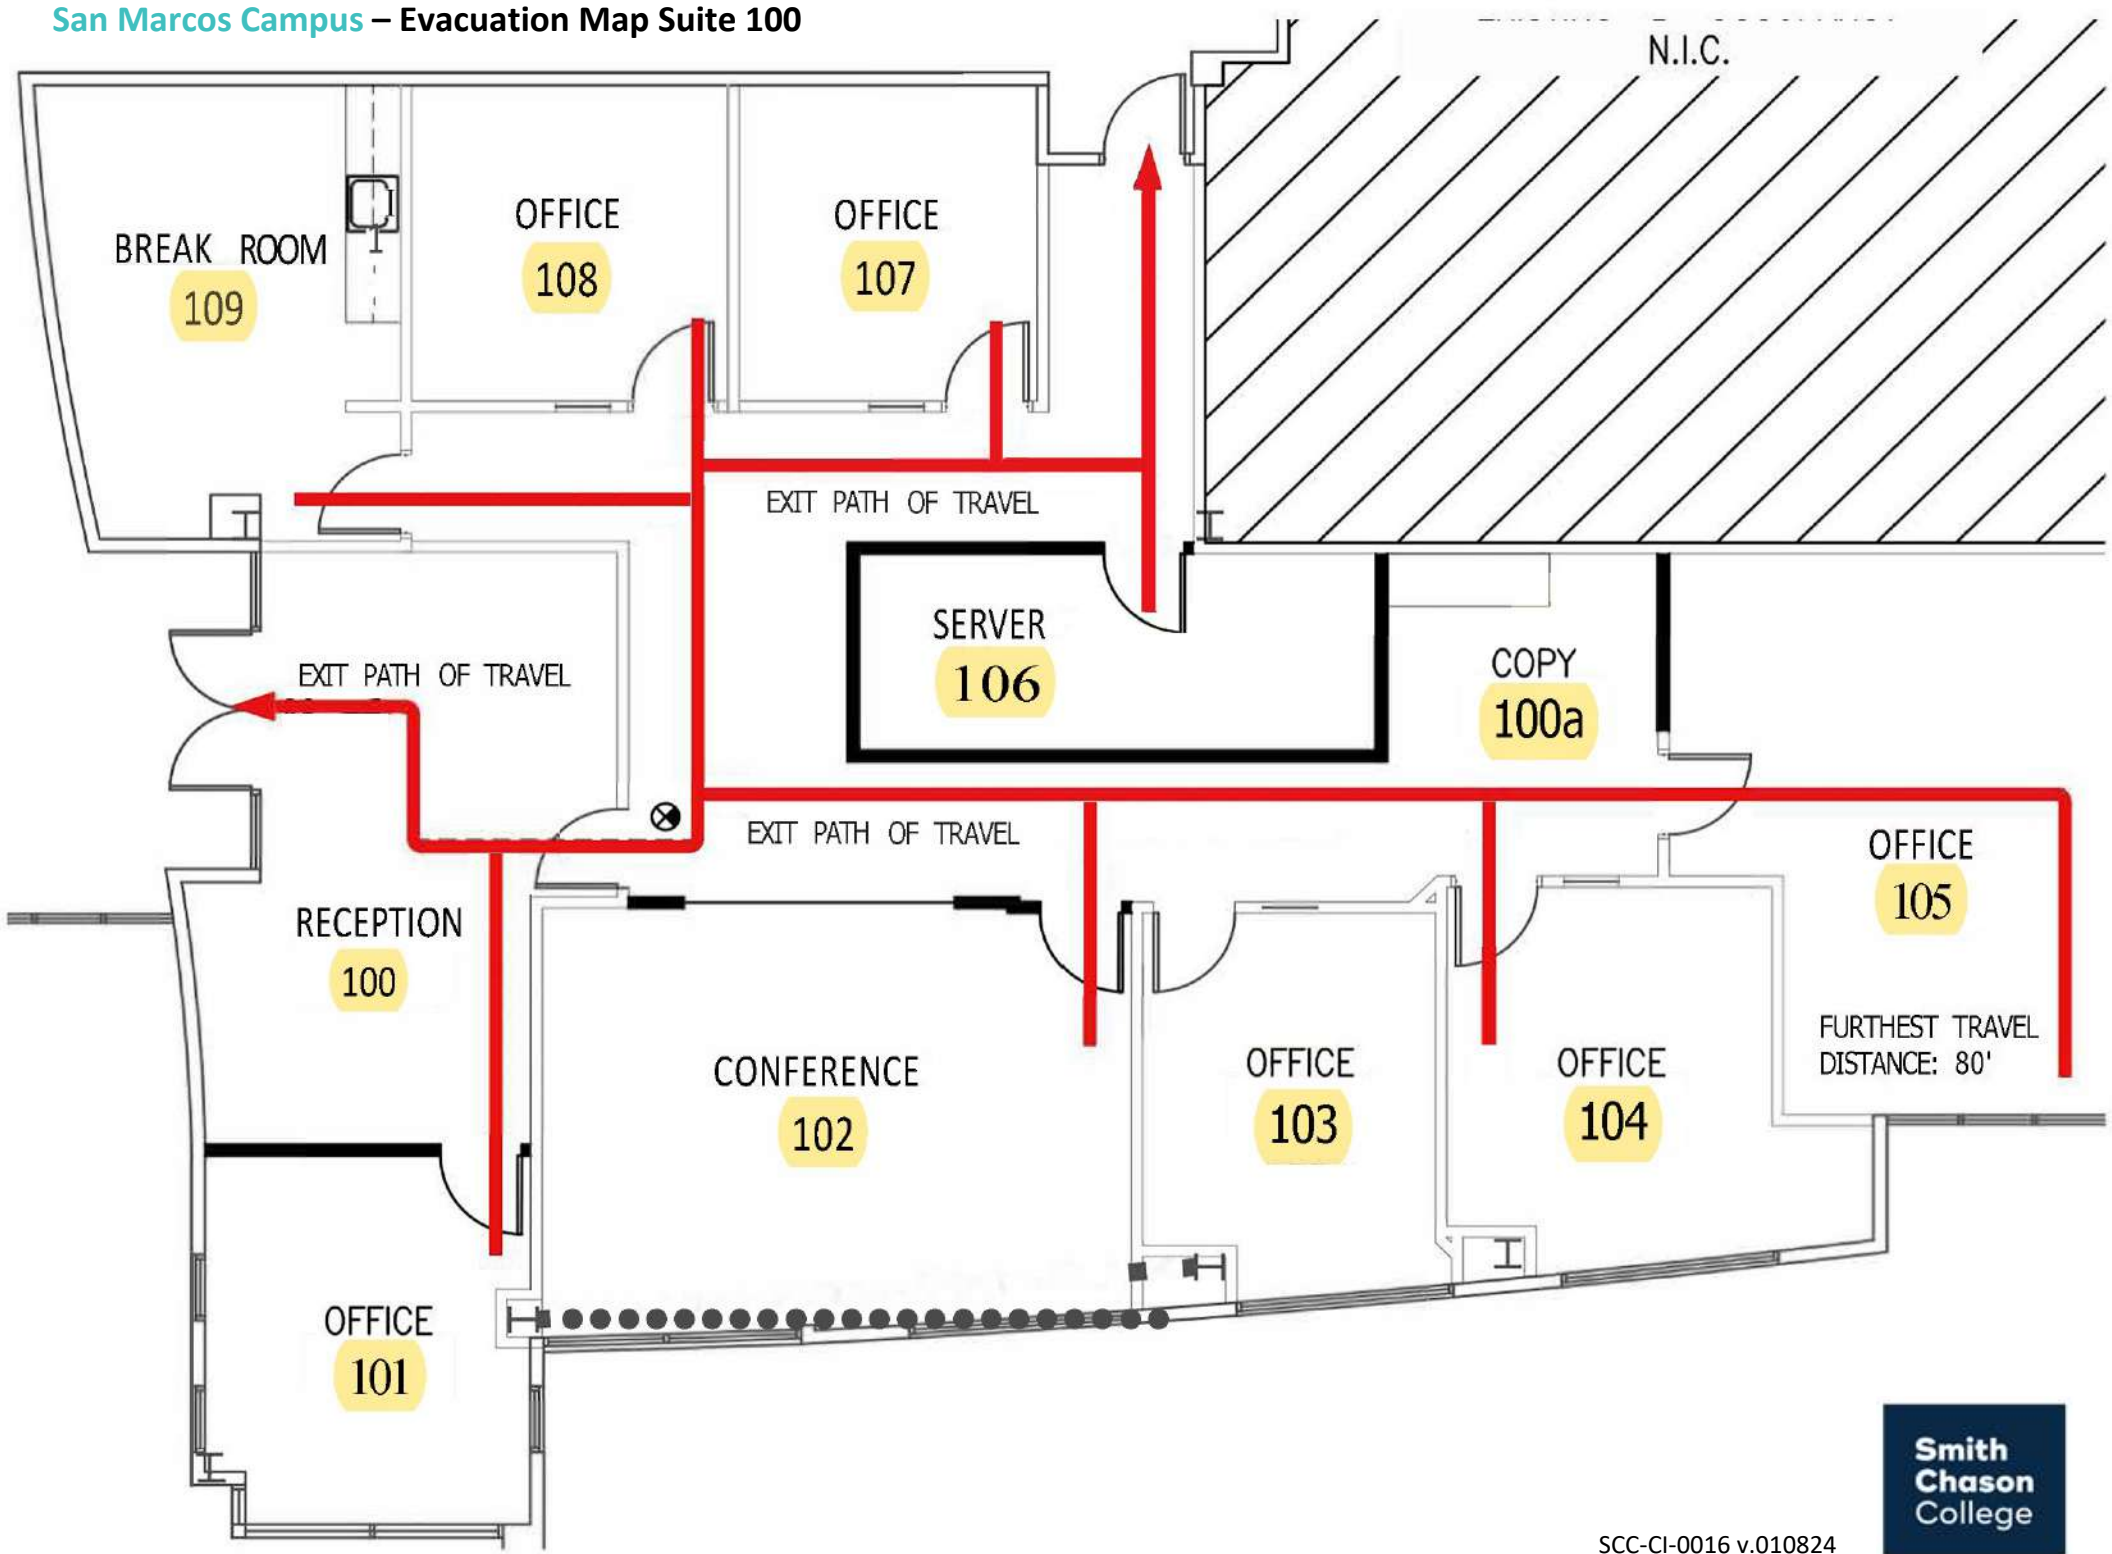 San Marcos Campus – Evacuation Map Suite 100
N.I.C.
OFFICE
108
OFFICE
107
BREAK ROOM
109
EXIT PATH OF TRAVEL
SERVER
106
COPY
100a
EXIT PATH OF TRAVEL
EXIT PATH OF TRAVEL
OFFICE
105
RECEPTION
100
FURTHEST TRAVEL
DISTANCE: 80'
CONFERENCE
102
OFFICE
103
OFFICE
104
OFFICE
101
Smith
Chason
College
SCC-CI-0016 v.010824